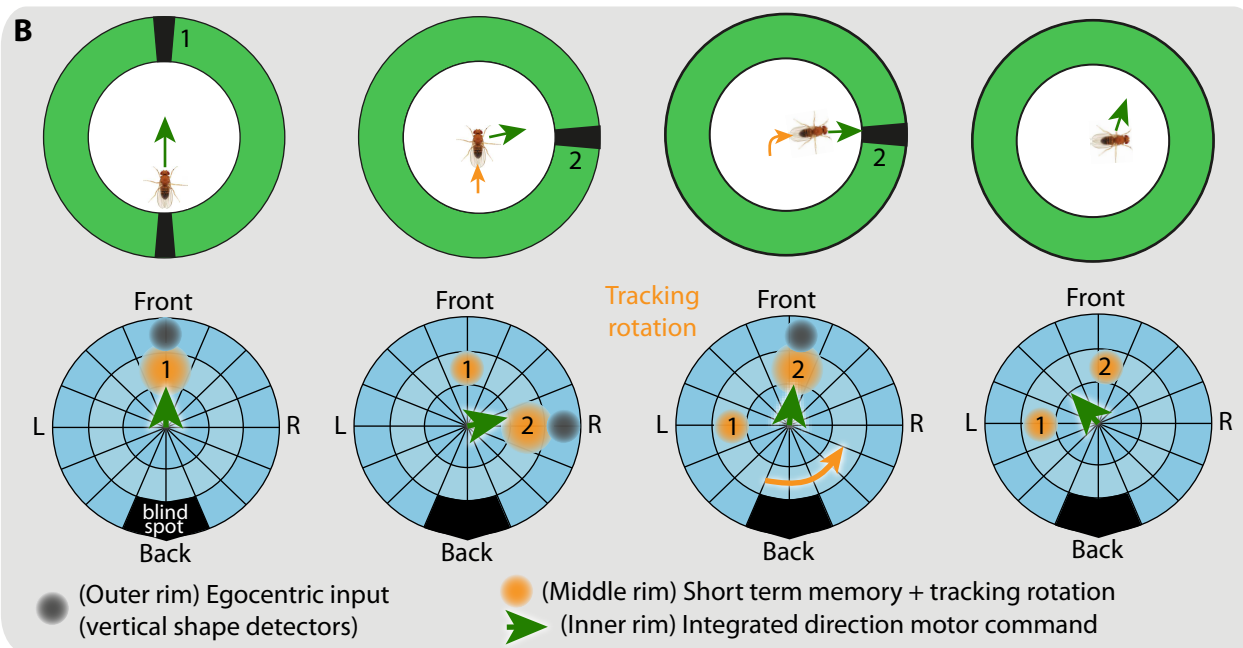 B
1
2
2
Tracking
rotation
Front
Front
Front
Front
1
1
2
2
1
2
1
L
R
L
R
L
R
L
R
blind
spot
Back
Back
Back
Back
(Outer rim) Egocentric input
(vertical shape detectors)
(Middle rim) Short term memory + tracking rotation
(Inner rim) Integrated direction motor command